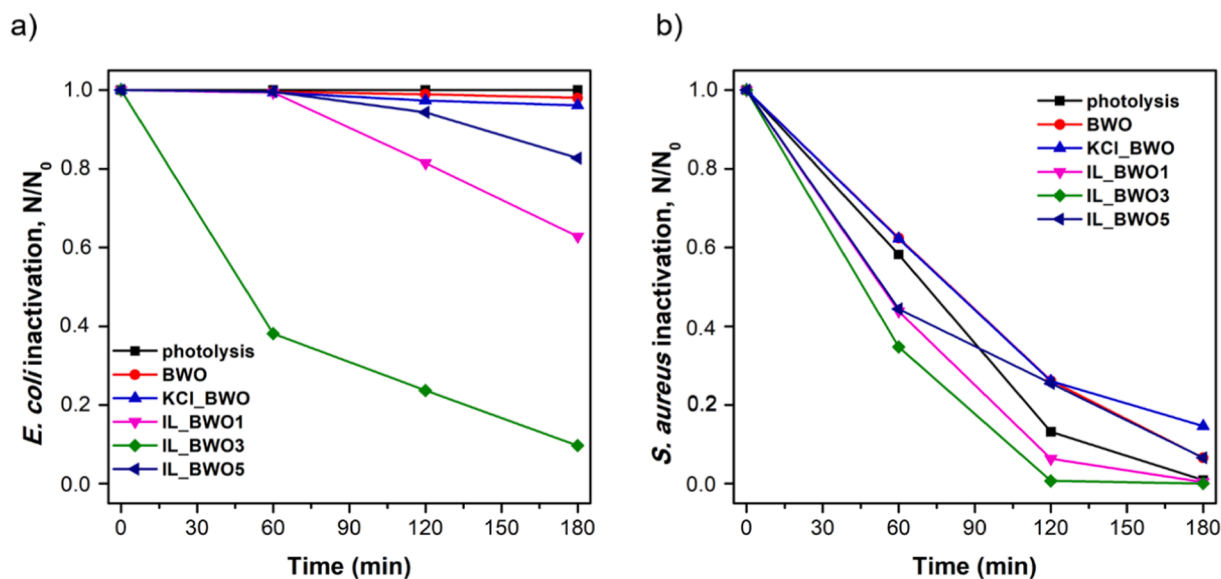 a)
E. coli inactivation, N/N₀
1.0
0.8
0.6
0.4
0.2
0.0
photolysis
BWO
KCl_BWO
IL_BWO1
IL_BWO3
IL_BWO5
0 30 60 90 120 150 180
Time (min)
b)
S. aureus inactivation, N/N₀
1.0
0.8
0.6
0.4
0.2
0.0
photolysis
BWO
KCl_BWO
IL_BWO1
IL_BWO3
IL_BWO5
0 30 60 90 120 150 180
Time (min)